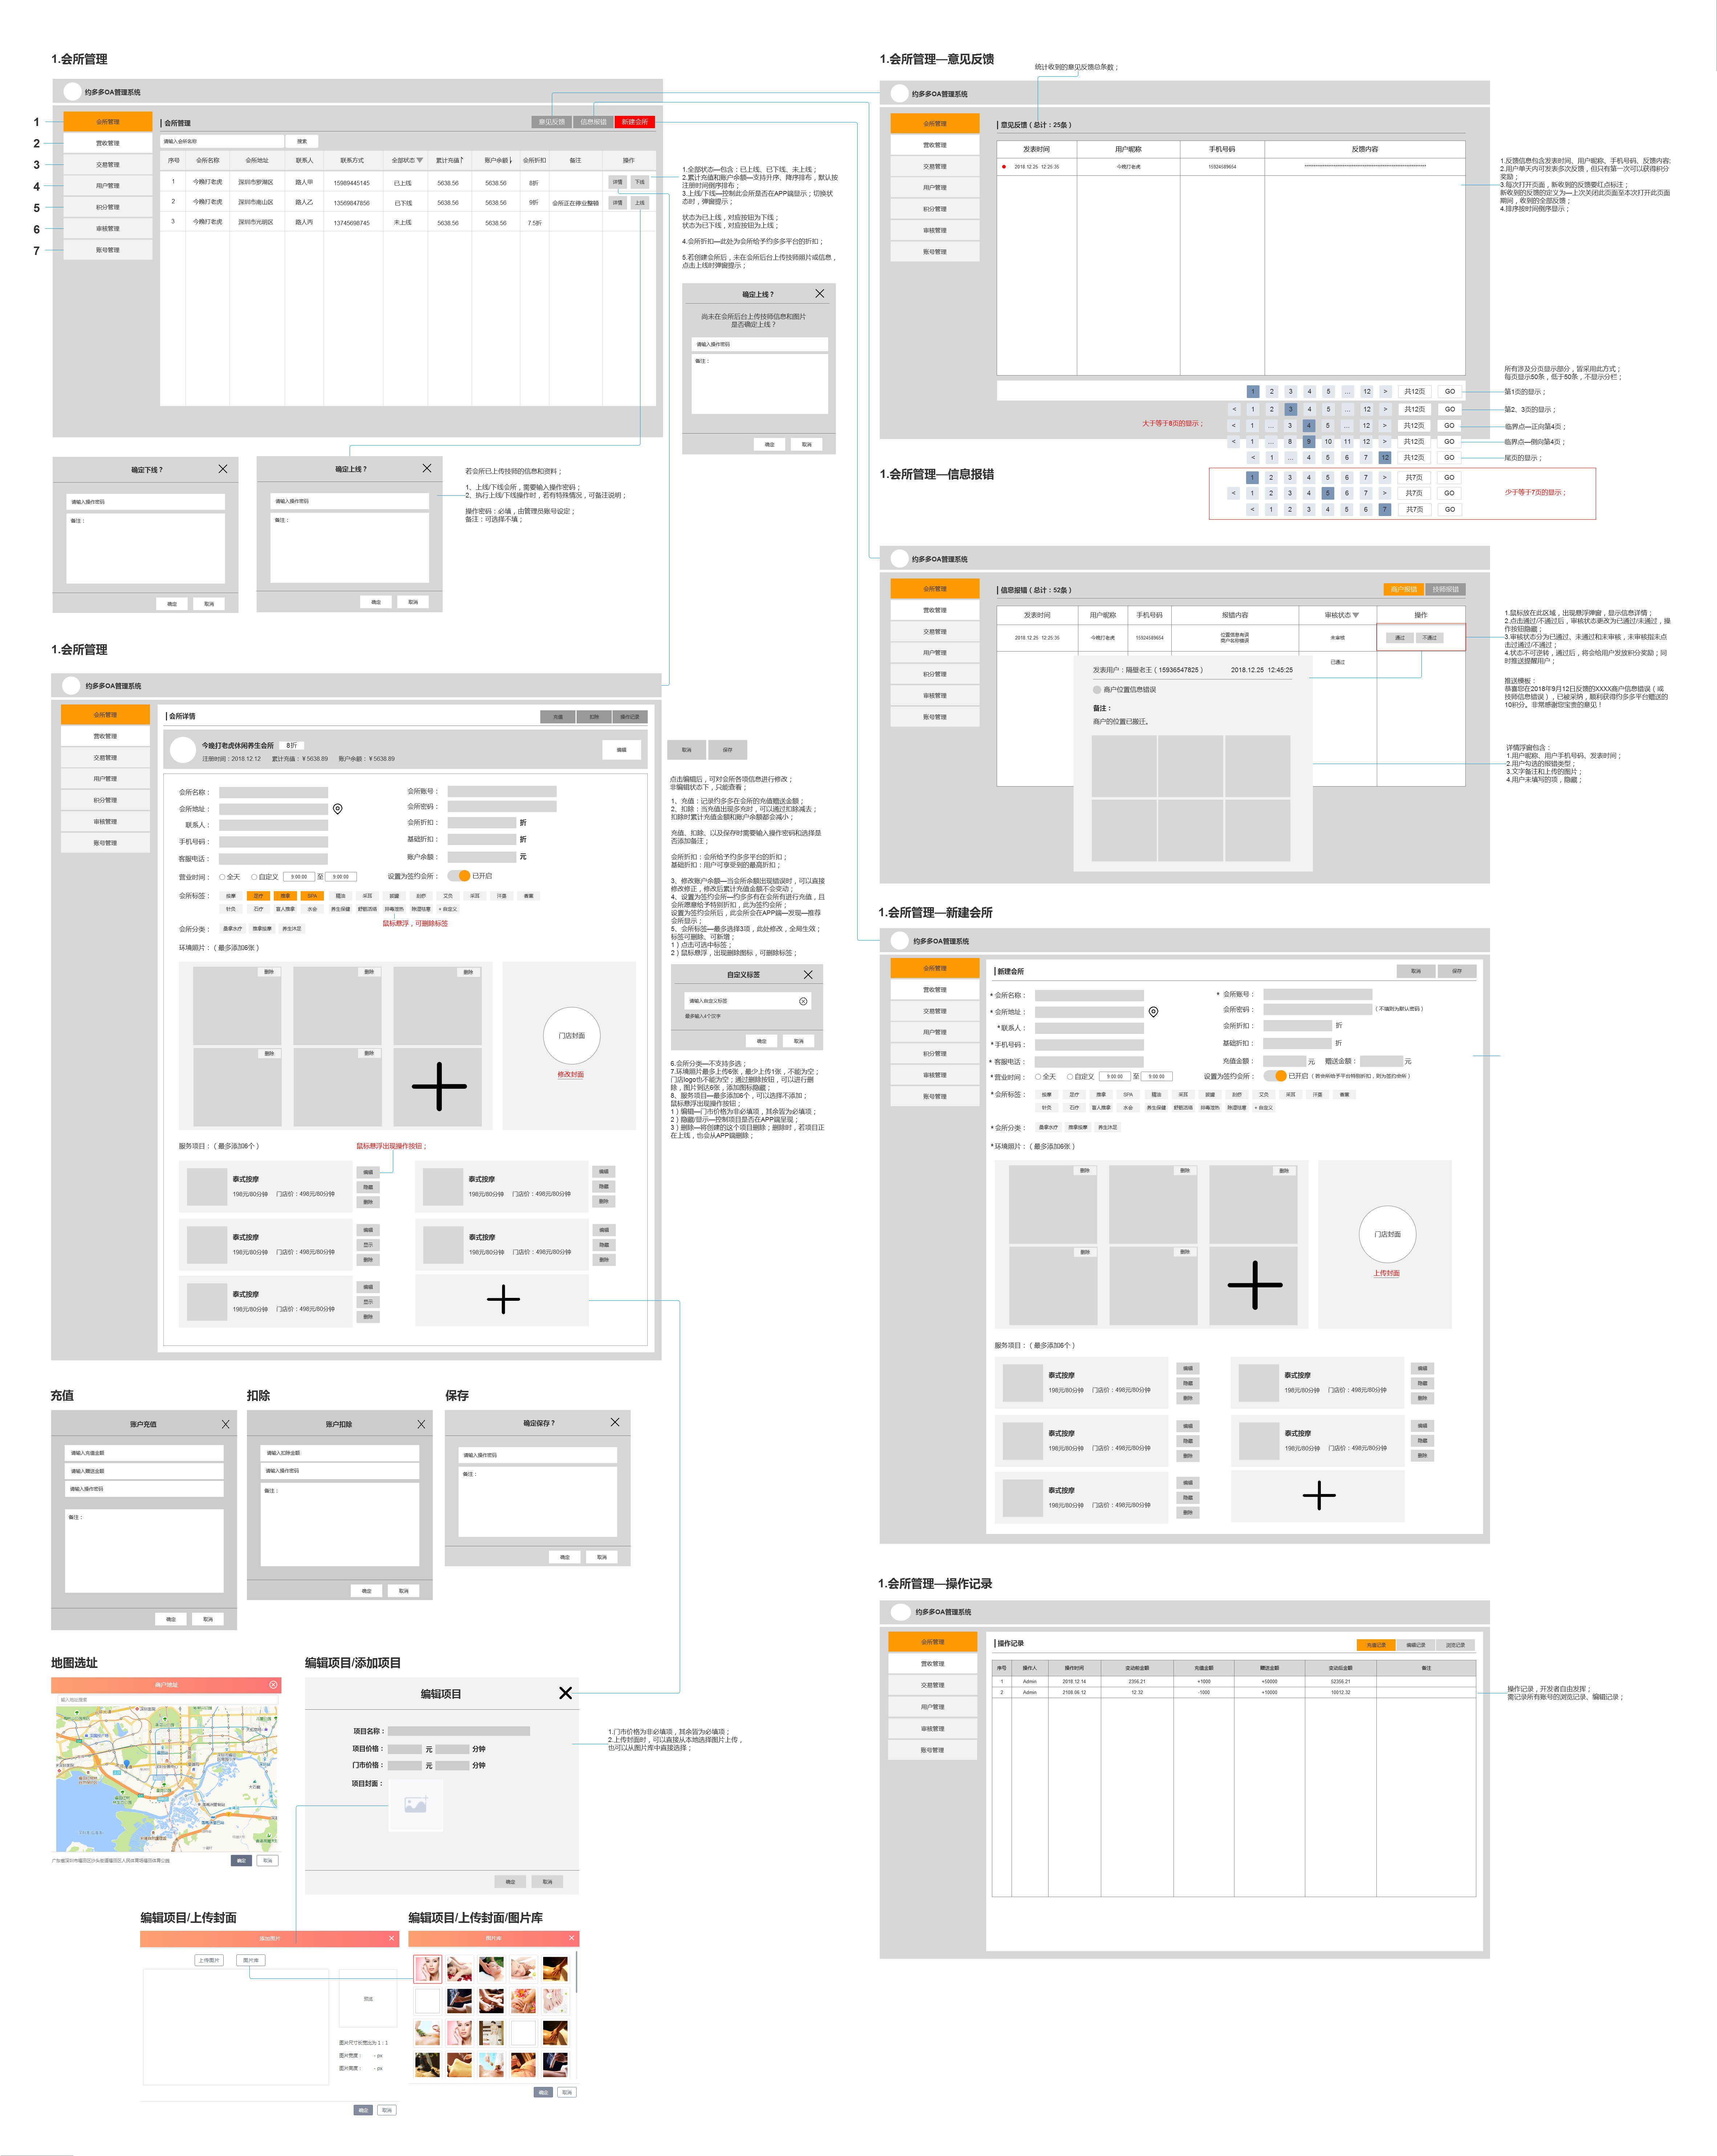 1.会所管理
约多多OA管理系统
1
2
3
4
5
6
7
会所管理
营收管理
交易管理
用户管理
积分管理
审核管理
账号管理
会所管理
意见反馈
信息报错
新建会所
请输入会所名称
搜索
序号 会所名称 会所地址 联系人 联系方式 全部状态 累计充值 账户余额 会所折扣 备注 操作
1 今晚打老虎 深圳市罗湖区 路人甲 15989445145 已上线 5638.56 5638.56 8折 详情 下线
2 今晚打老虎 深圳市南山区 路人乙 13569847856 已下线 5638.56 5638.56 9折 会所正在停业整顿 详情 上线
3 今晚打老虎 深圳市光明区 路人丙 13745698745 未上线 5638.56 5638.56 7.5折
1.全部状态—包含：已上线、已下线、未上线；
2.累计充值和账户余额—支持升序、降序排布，默认按
注册时间倒序排布；
3.上线/下线—控制此会所是否在APP端显示；切换状
态时，弹窗提示；
状态为已上线，对应按钮为下线；
状态为已下线，对应按钮为上线；
4.会所折扣—此处为会所给予约多多平台的折扣；
5.若创建会所后，未在会所后台上传技师照片或信息，
点击上线时弹窗提示；
确定上线？
尚未在会所后台上传技师信息和图片
是否确定上线？
请输入操作密码
备注：
确定 取消
确定下线？
请输入操作密码
备注：
确定 取消
确定上线？
请输入操作密码
备注：
确定 取消
若会所已上传技师的信息和资料；
1、上线/下线会所，需要输入操作密码；
2、执行上线/下线操作时，若有特殊情况，可备注说明；
操作密码：必填，由管理员账号设定；
备注：可选择不填；
1.会所管理
约多多OA管理系统
会所管理
营收管理
交易管理
用户管理
积分管理
审核管理
账号管理
会所详情
充值 扣除 操作记录
今晚打老虎休闲养生会所 8折
注册时间：2018.12.12 累计充值：￥5638.89 账户余额：￥5638.89
编辑
取消 保存
会所名称： 会所账号：
会所地址： 会所密码：
联系人： 会所折扣： 折
手机号码： 基础折扣： 折
客服电话： 账户余额： 元
营业时间： 全天 自定义 9:00:00 至 9:00:00 设置为签约会所： 已开启
会所标签： 按摩 足疗 推拿 SPA 精油 采耳 拔罐 刮痧 艾灸 采耳 汗蒸 套票
针灸 石疗 盲人推拿 水会 养生保健 舒筋活络 排毒湿热 除湿祛寒 + 自定义
鼠标悬浮，可删除标签
会所分类： 桑拿水疗 推拿按摩 养生沐足
环境照片：（最多添加6张）
删除 删除 删除
删除 删除
门店封面
修改封面
服务项目：（最多添加6个）
鼠标悬浮出现操作按钮；
泰式按摩
198元/80分钟 门店价：498元/80分钟
编辑
隐藏
删除
泰式按摩
198元/80分钟 门店价：498元/80分钟
编辑
隐藏
删除
泰式按摩
198元/80分钟 门店价：498元/80分钟
编辑
显示
删除
泰式按摩
198元/80分钟 门店价：498元/80分钟
编辑
隐藏
删除
泰式按摩
198元/80分钟 门店价：498元/80分钟
编辑
显示
删除
点击编辑后，可对会所各项信息进行修改；
非编辑状态下，只能查看；
1、充值：记录约多多在会所的充值赠送金额；
2、扣除：当充值出现多充时，可以通过扣除减去；
扣除时累计充值金额和账户余额都会减小；
充值、扣除、以及保存时需要输入操作密码和选择是
否添加备注；
会所折扣：会所给予约多多平台的折扣；
基础折扣：用户可享受到的最高折扣；
3、修改账户余额—当会所余额出现错误时，可以直接
修改修正，修改后累计充值金额不会变动；
4、设置为签约会所—约多多有在会所有进行充值，且
会所愿意给予特别折扣，此为签约会所；
设置为签约会所后，此会所会在APP端—发现—推荐
会所显示；
5、会所标签—最多选择3项，此处修改，全局生效；
标签可删除、可新增；
1）点击可选中标签；
2）鼠标悬浮，出现删除图标，可删除标签；
自定义标签
请输入自定义标签
最多输入4个汉字
确定 取消
6.会所分类—不支持多选；
7.环境照片最多上传6张，最少上传1张，不能为空；
门店logo也不能为空；通过删除按钮，可以进行删
除，图片到达6张，添加图标隐藏；
8、服务项目—最多添加6个，可以选择不添加；
鼠标悬浮出现操作按钮；
1）编辑—门市价格为非必填项，其余皆为必填项；
2）隐藏/显示—控制项目是否在APP端呈现；
3）删除—将创建的这个项目删除；删除时，若项目正
在上线，也会从APP端删除；
充值
账户充值
请输入充值金额
请输入赠送金额
请输入操作密码
备注：
确定 取消
扣除
账户扣除
请输入扣除金额
请输入操作密码
备注：
确定 取消
保存
确定保存？
请输入操作密码
备注：
确定 取消
地图选址
商户地址
确定 取消
编辑项目/添加项目
编辑项目
项目名称：
项目价格： 元 分钟
门市价格： 元 分钟
项目封面：
确定 取消
1.门市价格为非必填项，其余皆为必填项；
2.上传封面时，可以直接从本地选择图片上传，
也可以从图片库中直接选择；
编辑项目/上传封面
添加图片
上传图片 图片库
预览
图片尺寸长宽比为 1：1
图片宽度： - px
图片高度： - px
确定 取消
编辑项目/上传封面/图片库
图片库
确定 取消
1.会所管理—意见反馈
统计收到的意见反馈总条数；
约多多OA管理系统
会所管理
营收管理
交易管理
用户管理
积分管理
审核管理
账号管理
意见反馈（总计：25条）
发表时间 用户昵称 手机号码 反馈内容
2018.12.25 12:25:35 今晚打老虎 15924589654
1.反馈信息包含发表时间、用户昵称、手机号码、反馈内容;
2.用户单天内可发表多次反馈，但只有第一次可以获得积分
奖励；
3.每次打开页面，新收到的反馈要红点标注；
新收到的反馈的定义为—上次关闭此页面至本次打开此页面
期间，收到的全部反馈；
4.排序按时间倒序显示；
所有涉及分页显示部分，皆采用此方式；
每页显示50条，低于50条，不显示分栏；
1 2 3 4 5 ... 12 > 共12页 GO 第1页的显示；
< 1 2 3 4 5 ... 12 > 共12页 GO 第2、3页的显示；
大于等于8页的显示；
< 1 ... 3 4 5 ... 12 > 共12页 GO 临界点—正向第4页；
< 1 ... 8 9 10 11 12 > 共12页 GO 临界点—倒向第4页；
< 1 ... 4 5 6 7 12 共12页 GO 尾页的显示；
1 2 3 4 5 6 7 > 共7页 GO
< 1 2 3 4 5 6 7 > 共7页 GO 少于等于7页的显示；
< 1 2 3 4 5 6 7 共7页 GO
1.会所管理—信息报错
约多多OA管理系统
会所管理
营收管理
交易管理
用户管理
积分管理
审核管理
账号管理
信息报错（总计：52条）
商户报错 技师报错
发表时间 用户昵称 手机号码 报错内容 审核状态 操作
2018.12.25 12:25:35 今晚打老虎 15924589654 位置信息有误 商户名称错误 未审核 通过 不通过
已通过
发表用户：隔壁老王（15936547825） 2018.12.25 12:45:25
商户位置信息错误
备注：
商户的位置已搬迁。
1.鼠标放在此区域，出现悬浮弹窗，显示信息详情；
2.点击通过/不通过后，审核状态更改为已通过/未通过，操
作按钮隐藏；
3.审核状态分为已通过、未通过和未审核，未审核指未点
击过通过/不通过；
4.状态不可逆转，通过后，将会给用户发放积分奖励；同
时推送提醒用户；
推送模板：
恭喜您在2018年9月12日反馈的XXXX商户信息错误（或
技师信息错误），已被采纳，顺利获得约多多平台赠送的
10积分。非常感谢您宝贵的意见！
详情浮窗包含：
1.用户昵称、用户手机号码、发表时间；
2.用户勾选的报错类型；
3.文字备注和上传的图片；
4.用户未填写的项，隐藏；
1.会所管理—新建会所
约多多OA管理系统
会所管理
营收管理
交易管理
用户管理
积分管理
审核管理
账号管理
新建会所
取消 保存
* 会所名称： * 会所账号：
* 会所地址： 会所密码： （不填则为默认密码）
* 联系人： 会所折扣： 折
* 手机号码： 基础折扣： 折
* 客服电话： 充值金额： 元 赠送金额： 元
* 营业时间： 全天 自定义 9:00:00 至 9:00:00 设置为签约会所： 已开启（若会所给予平台特别折扣，则为签约会所）
* 会所标签： 按摩 足疗 推拿 SPA 精油 采耳 拔罐 刮痧 艾灸 采耳 汗蒸 套票
针灸 石疗 盲人推拿 水会 养生保健 舒筋活络 排毒湿热 除湿祛寒 + 自定义
* 会所分类： 桑拿水疗 推拿按摩 养生沐足
* 环境照片：（最多添加6张）
删除 删除 删除
删除 删除
门店封面
上传封面
服务项目：（最多添加6个）
泰式按摩
198元/80分钟 门店价：498元/80分钟
编辑
隐藏
删除
泰式按摩
198元/80分钟 门店价：498元/80分钟
编辑
隐藏
删除
泰式按摩
198元/80分钟 门店价：498元/80分钟
编辑
隐藏
删除
泰式按摩
198元/80分钟 门店价：498元/80分钟
编辑
隐藏
删除
泰式按摩
198元/80分钟 门店价：498元/80分钟
编辑
隐藏
删除
1.会所管理—操作记录
约多多OA管理系统
会所管理
营收管理
交易管理
用户管理
审核管理
账号管理
操作记录
充值记录 编辑记录 浏览记录
序号 操作人 操作时间 变动前金额 充值金额 赠送金额 变动后金额 备注
1 Admin 2018.12.14 2356.21 +1000 +50000 52356.21
2 Admin 2108.06.12 12.32 -1000 +10000 10012.32
操作记录，开发者自由发挥；
需记录所有账号的浏览记录、编辑记录；